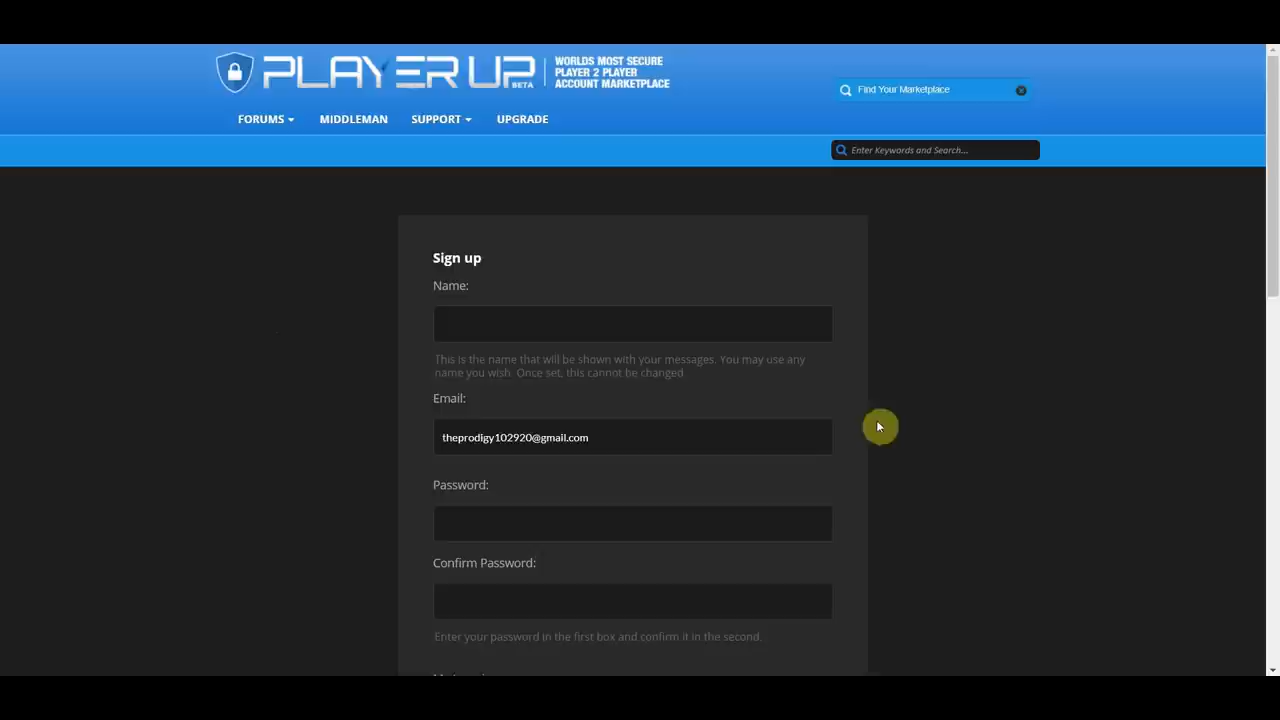 PLAYER UP BETA
WORLDS MOST SECURE
PLAYER 2 PLAYER
ACCOUNT MARKETPLACE
Find Your Marketplace
FORUMS MIDDLEMAN SUPPORT UPGRADE
Enter Keywords and Search...
Sign up
Name:
This is the name that will be shown with your messages. You may use any
name you wish. Once set, this cannot be changed
Email:
theprodigy102920@gmail.com
Password:
Confirm Password:
Enter your password in the first box and confirm it in the second.